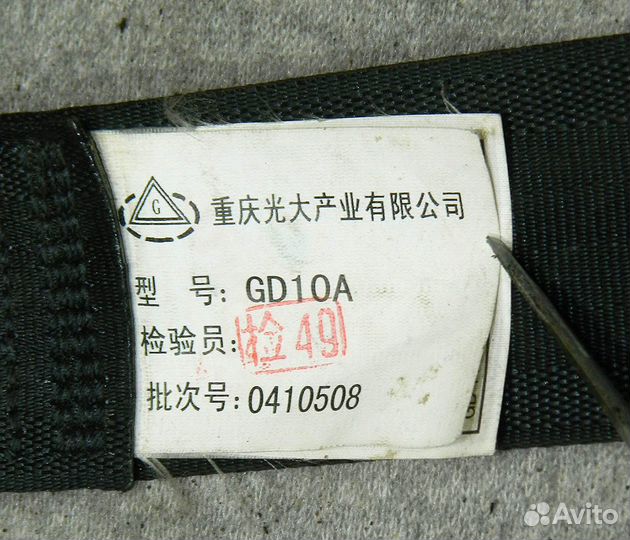 G 重庆光大产业有限公司
型 号: GD10A
检验员: 检49
批次号: 0410508
Avito